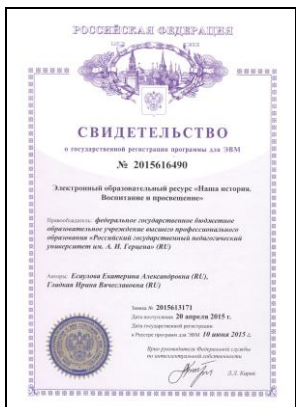 РОССИЙСКАЯ ФЕДЕРАЦИЯ
СВИДЕТЕЛЬСТВО
о государственной регистрации программы для ЭВМ
№ 2015616490
Электронный образовательный ресурс «Наша история.
Воспитание и просвещение»
Правообладатель: федеральное государственное бюджетное
образовательное учреждение высшего профессионального
образования «Российский государственный педагогический
университет им. А. И. Герцена» (RU)
Авторы: Есаулова Екатерина Александровна (RU),
Гладкая Ирина Вячеславовна (RU)
Заявка № 2015613171
Дата поступления 20 апреля 2015 г.
Дата государственной регистрации
в Реестре программ для ЭВМ 10 июня 2015 г.
Федеральной службы
по интеллектуальной собственности
Л.Л. Кирий